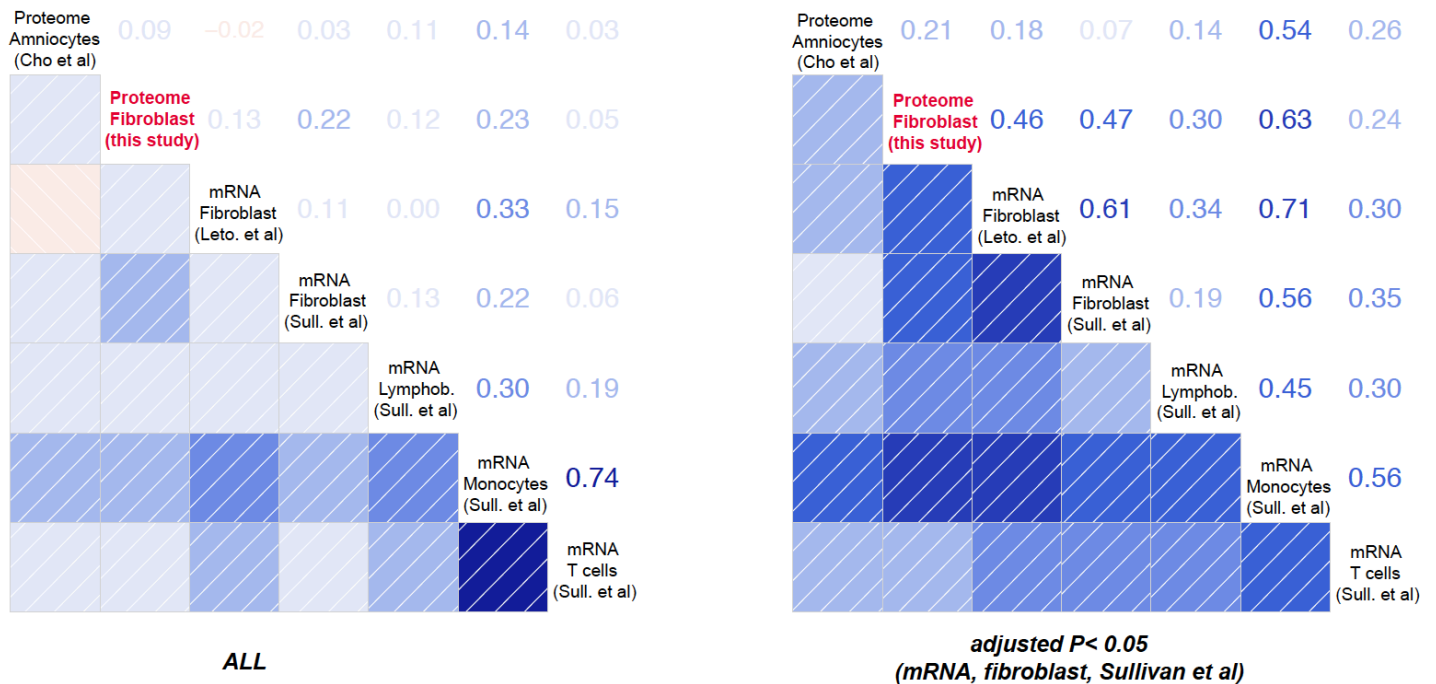 Proteome
Amniocytes
(Cho et al)
0.09 −0.02 0.03 0.11 0.14 0.03
Proteome
Fibroblast
(this study)
0.13 0.22 0.12 0.23 0.05
mRNA
Fibroblast
(Leto. et al)
0.11 0.00 0.33 0.15
mRNA
Fibroblast
(Sull. et al)
0.13 0.22 0.06
mRNA
Lymphob.
(Sull. et al)
0.30 0.19
mRNA
Monocytes
(Sull. et al)
0.74
mRNA
T cells
(Sull. et al)
ALL
Proteome
Amniocytes
(Cho et al)
0.21 0.18 0.07 0.14 0.54 0.26
Proteome
Fibroblast
(this study)
0.46 0.47 0.30 0.63 0.24
mRNA
Fibroblast
(Leto. et al)
0.61 0.34 0.71 0.30
mRNA
Fibroblast
(Sull. et al)
0.19 0.56 0.35
mRNA
Lymphob.
(Sull. et al)
0.45 0.30
mRNA
Monocytes
(Sull. et al)
0.56
mRNA
T cells
(Sull. et al)
adjusted P< 0.05
(mRNA, fibroblast, Sullivan et al)